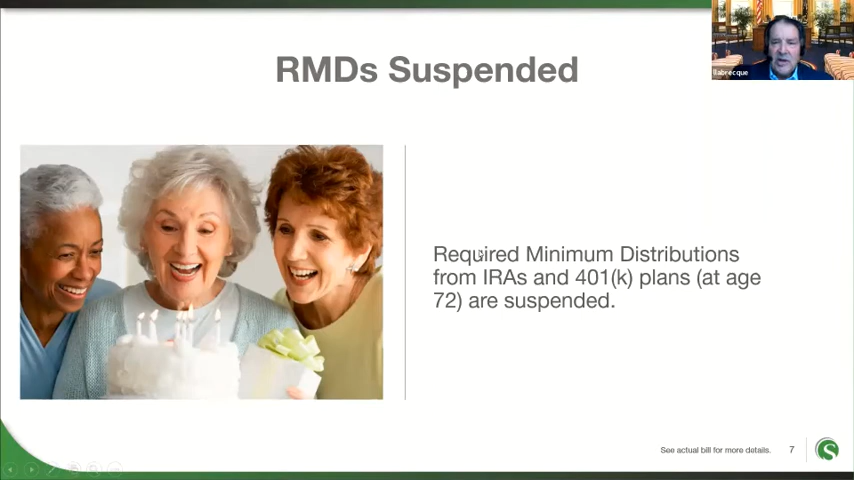 RMDs Suspended
llabrecque
Required Minimum Distributions
from IRAs and 401(k) plans (at age
72) are suspended.
See actual bill for more details.
7